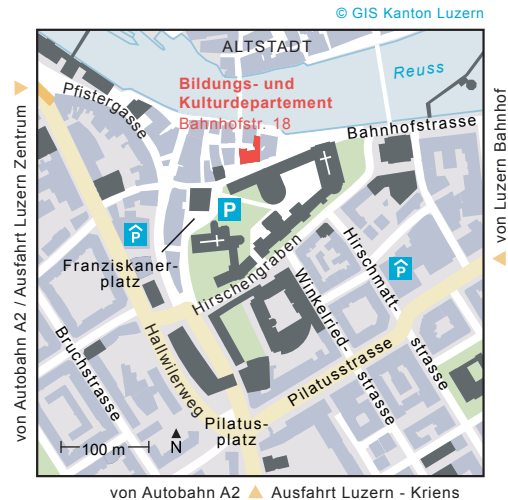 © GIS Kanton Luzern
ALTSTADT
Reuss
Bildungs- und
Kulturdepartement
Bahnhofstr. 18
Pfistergasse
Bahnhofstrasse
P
P
P
Franziskaner-
platz
Hirschengraben
Hirschmatt-
strasse
Winkelried-
strasse
Pilatusstrasse
Bruchstrasse
Hallwilerweg
Pilatus-
platz
100 m
N
von Autobahn A2 / Ausfahrt Luzern Zentrum
von Luzern Bahnhof
von Autobahn A2 Ausfahrt Luzern - Kriens